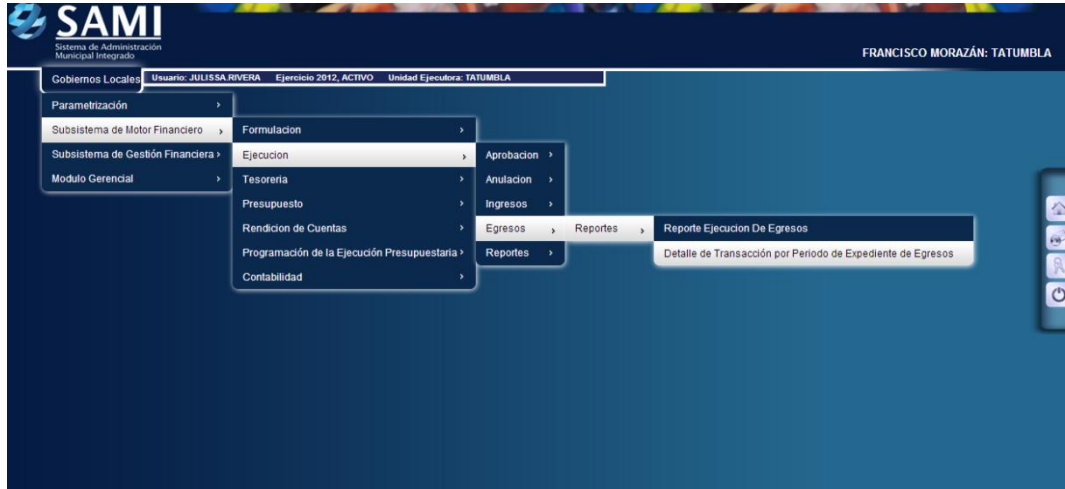 SAMI
Sistema de Administración
Municipal Integrado
FRANCISCO MORAZÁN: TATUMBLA
Gobiernos Locales
Usuario: JULISSA.RIVERA Ejercicio 2012, ACTIVO Unidad Ejecutora: TATUMBLA
Parametrización
Subsistema de Motor Financiero
Subsistema de Gestión Financiera
Modulo Gerencial
Formulacion
Ejecucion
Tesoreria
Presupuesto
Rendicion de Cuentas
Programación de la Ejecución Presupuestaria
Contabilidad
Aprobacion
Anulacion
Ingresos
Egresos
Reportes
Reportes
Reporte Ejecucion De Egresos
Detalle de Transacción por Periodo de Expediente de Egresos